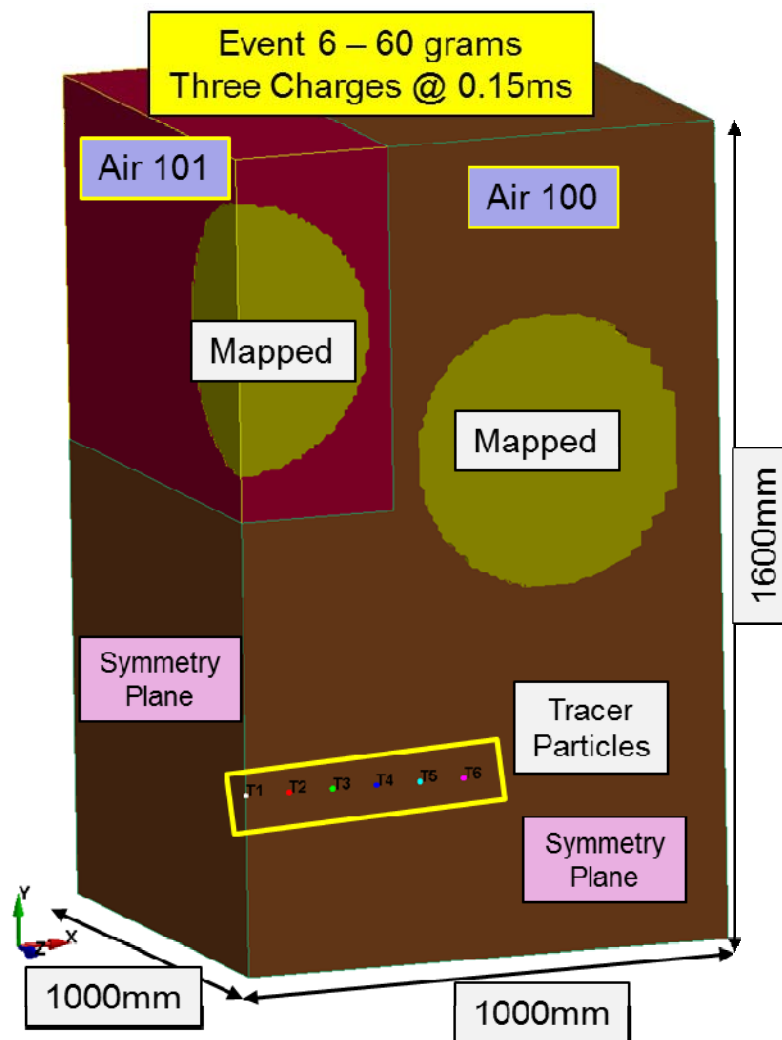 Event 6 – 60 grams
Three Charges @ 0.15ms
Air 101
Air 100
Mapped
Mapped
1600mm
Symmetry
Plane
Tracer
Particles
T1 T2 T3 T4 T5 T6
Symmetry
Plane
Y
X
Z
1000mm
1000mm